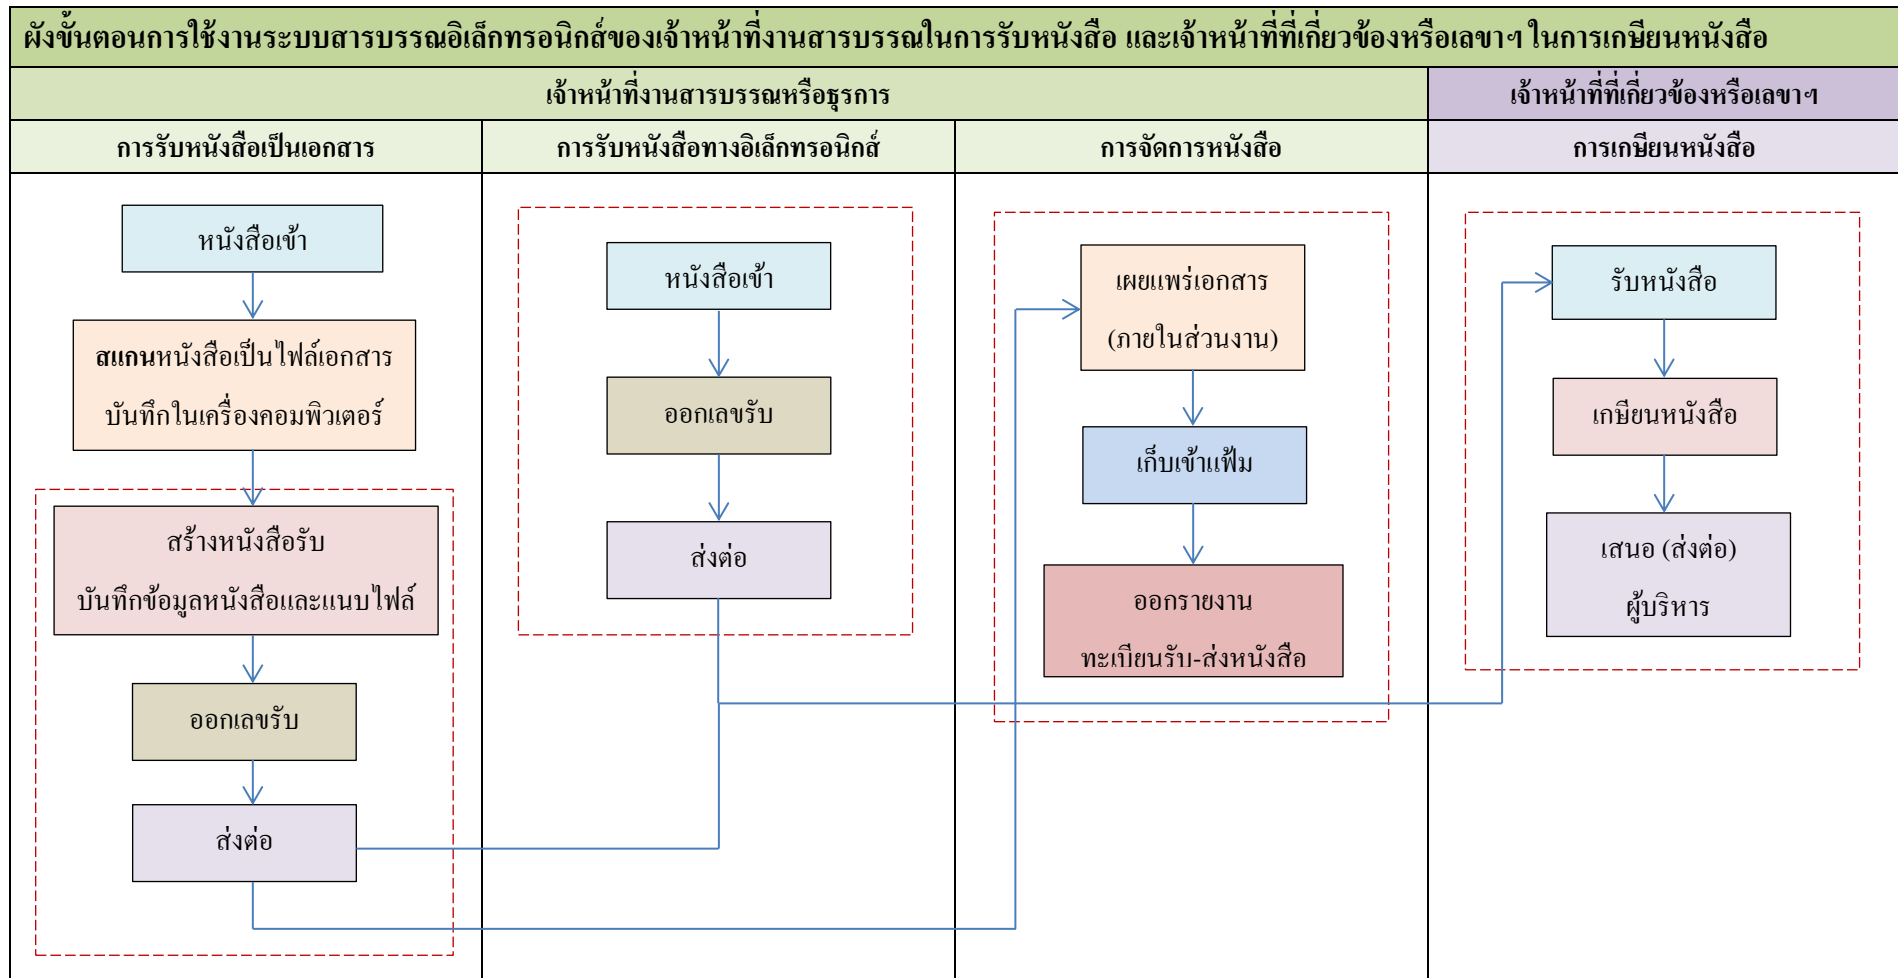 ผังขั้นตอนการใช้งานระบบสารบรรณอิเล็กทรอนิกส์ของเจ้าหน้าที่งานสารบรรณในการรับหนังสือ และเจ้าหน้าที่ที่เกี่ยวข้องหรือเลขาฯ ในการเกษียนหนังสือ
เจ้าหน้าที่งานสารบรรณหรือธุรการ
เจ้าหน้าที่ที่เกี่ยวข้องหรือเลขาฯ
การรับหนังสือเป็นเอกสาร
การรับหนังสือทางอิเล็กทรอนิกส์
การจัดการหนังสือ
การเกษียนหนังสือ
หนังสือเข้า
สแกนหนังสือเป็นไฟล์เอกสาร
บันทึกในเครื่องคอมพิวเตอร์
สร้างหนังสือรับ
บันทึกข้อมูลหนังสือและแนบไฟล์
ออกเลขรับ
ส่งต่อ
หนังสือเข้า
ออกเลขรับ
ส่งต่อ
เผยแพร่เอกสาร
(ภายในส่วนงาน)
เก็บเข้าแฟ้ม
ออกรายงาน
ทะเบียนรับ-ส่งหนังสือ
รับหนังสือ
เกษียนหนังสือ
เสนอ (ส่งต่อ)
ผู้บริหาร